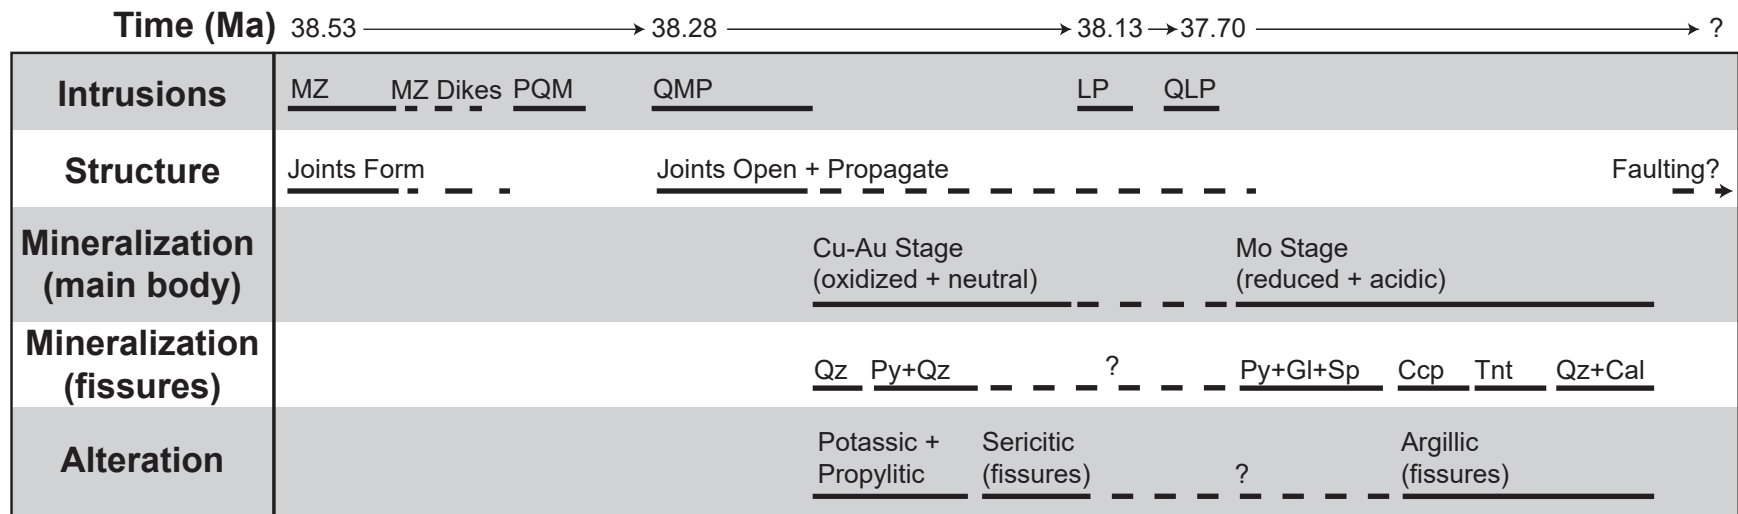 Time (Ma) 38.53 38.28 38.13 37.70 ?
Intrusions MZ MZ Dikes PQM QMP LP QLP
Structure Joints Form Joints Open + Propagate Faulting?
Mineralization
(main body)
Cu-Au Stage
(oxidized + neutral)
Mo Stage
(reduced + acidic)
Mineralization
(fissures)
Qz Py+Qz ? Py+Gl+Sp Ccp Tnt Qz+Cal
Alteration
Potassic +
Propylitic
Sericitic
(fissures)
?
Argillic
(fissures)